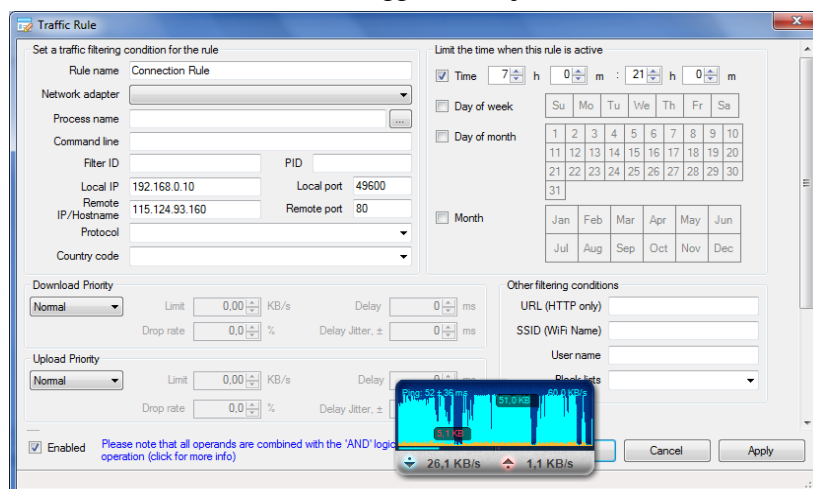 Traffic Rule
Set a traffic filtering condition for the rule
Rule name Connection Rule
Network adapter
Process name ...
Command line
Filter ID PID
Local IP 192.168.0.10 Local port 49600
Remote IP/Hostname 115.124.93.160 Remote port 80
Protocol
Country code
Limit the time when this rule is active
Time 7 h 0 m : 21 h 0 m
Day of week Su Mo Tu We Th Fr Sa
Day of month 1 2 3 4 5 6 7 8 9 10
11 12 13 14 15 16 17 18 19 20
21 22 23 24 25 26 27 28 29 30
31
Month Jan Feb Mar Apr May Jun
Jul Aug Sep Oct Nov Dec
Download Priority
Normal Limit 0,00 KB/s Delay 0 ms
Drop rate 0,0 % Delay Jitter, ± 0 ms
Upload Priority
Normal Limit 0,00 KB/s Delay
Drop rate 0,0 % Delay Jitter, ±
Other filtering conditions
URL (HTTP only)
SSID (WiFi Name)
User name
Block lists
Ping: 52 ± 36 ms 60,0 KB/s
51,0 KB
5,1 KB
26,1 KB/s 1,1 KB/s
Enabled Please note that all operands are combined with the 'AND' logic
operation (click for more info)
Cancel Apply